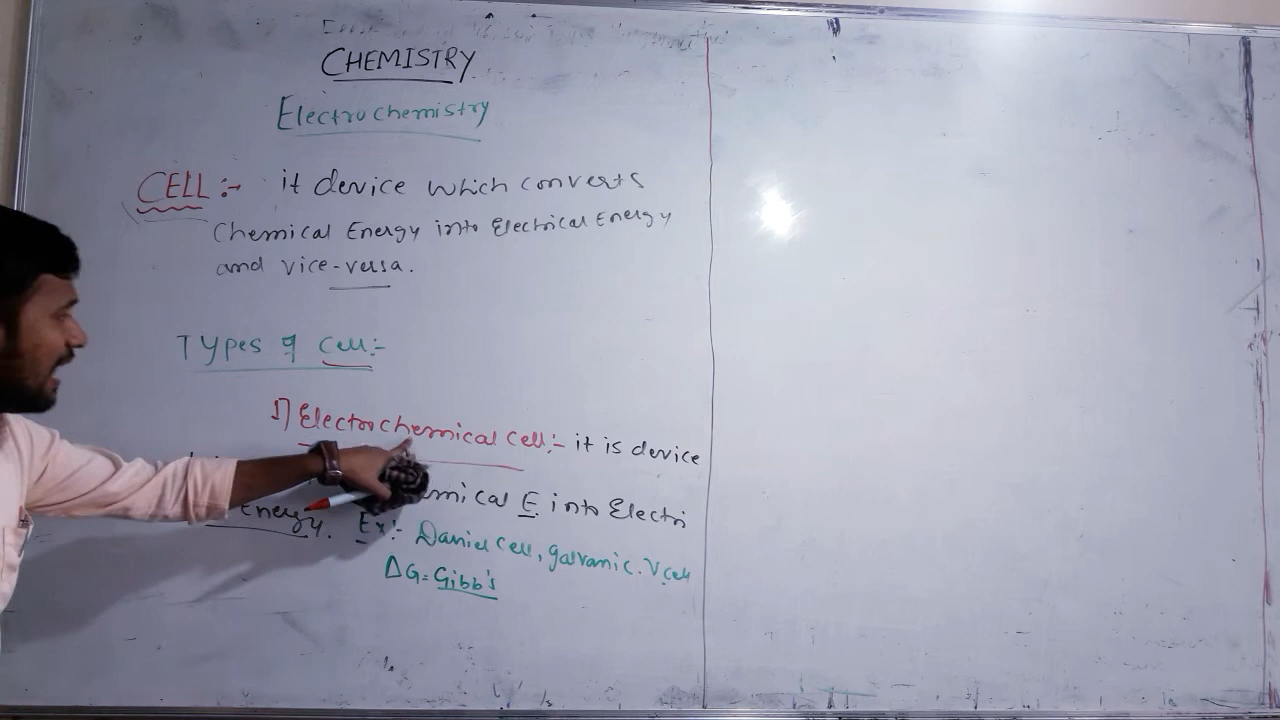 CHEMISTRY
Electrochemistry
CELL :- it device which converts
Chemical Energy into Electrical Energy
and vice-versa.
Types of Cell:-
1] Electrochemical Cell:- it is device
mical E into Electri
Energy. Ex:- Daniel Cell, galvanic. V cell
ΔG = Gibb's